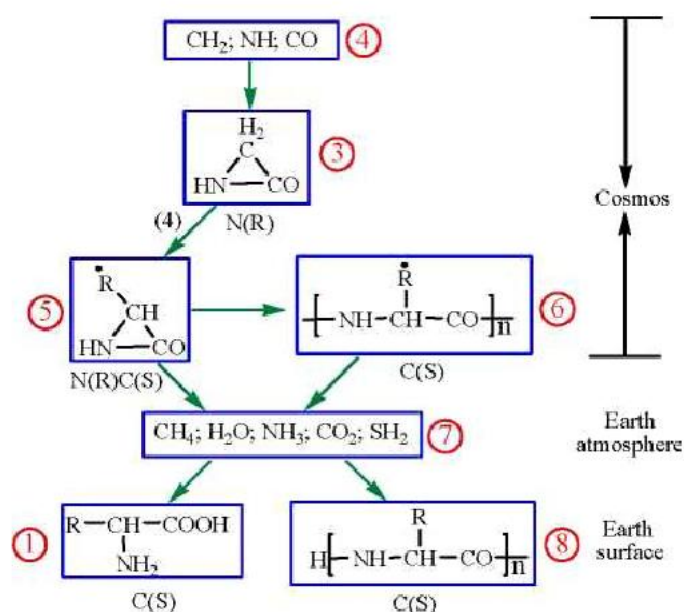 CH₂; NH; CO
4
H₂
C
HN
CO
3
Cosmos
(4)
N(R)
Ṙ
CH
HN
CO
5
N(R)C(S)
Ṙ
[NH—CH—CO]n
6
C(S)
CH₄; H₂O; NH₃; CO₂; SH₂
7
Earth
atmosphere
R—CH—COOH
NH₂
1
C(S)
R
H[NH—CH—CO]n
8
C(S)
Earth
surface